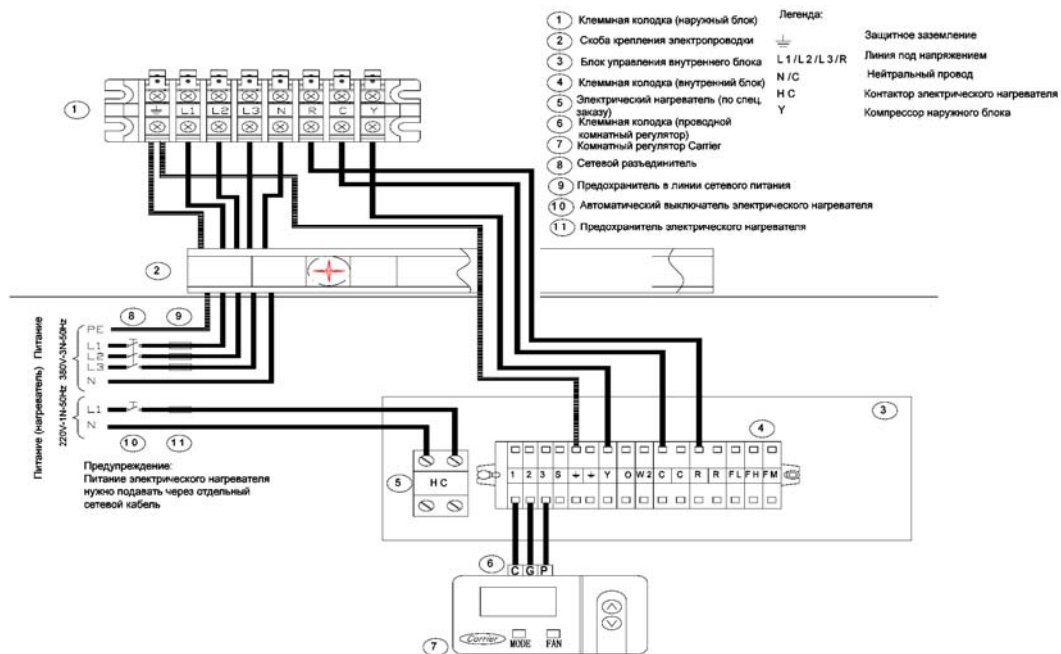 1 Клеммная колодка (наружный блок)
2 Скоба крепления электропроводки
3 Блок управления внутреннего блока
4 Клеммная колодка (внутренний блок)
5 Электрический нагреватель (по спец. заказу)
6 Клеммная колодка (проводной комнатный регулятор)
7 Комнатный регулятор Carrier
8 Сетевой разъединитель
9 Предохранитель в линии сетевого питания
10 Автоматический выключатель электрического нагревателя
11 Предохранитель электрического нагревателя
Легенда:
Защитное заземление
L1/L2/L3/R Линия под напряжением
N/C Нейтральный провод
H C Контактор электрического нагревателя
Y Компрессор наружного блока
1
L1 L2 L3 N R C Y
2
8 9
PE
L1
L2
L3
N
Питание
380V-3N-50Hz
L1
N
Питание (нагреватель)
220V-1N-50Hz
10 11
Предупреждение:
Питание электрического нагревателя
нужно подавать через отдельный
сетевой кабель
3
4
5
H C
1 2 3 S Y O W2 C C R R FL FH FM
6
C G P
7
Carrier
MODE FAN